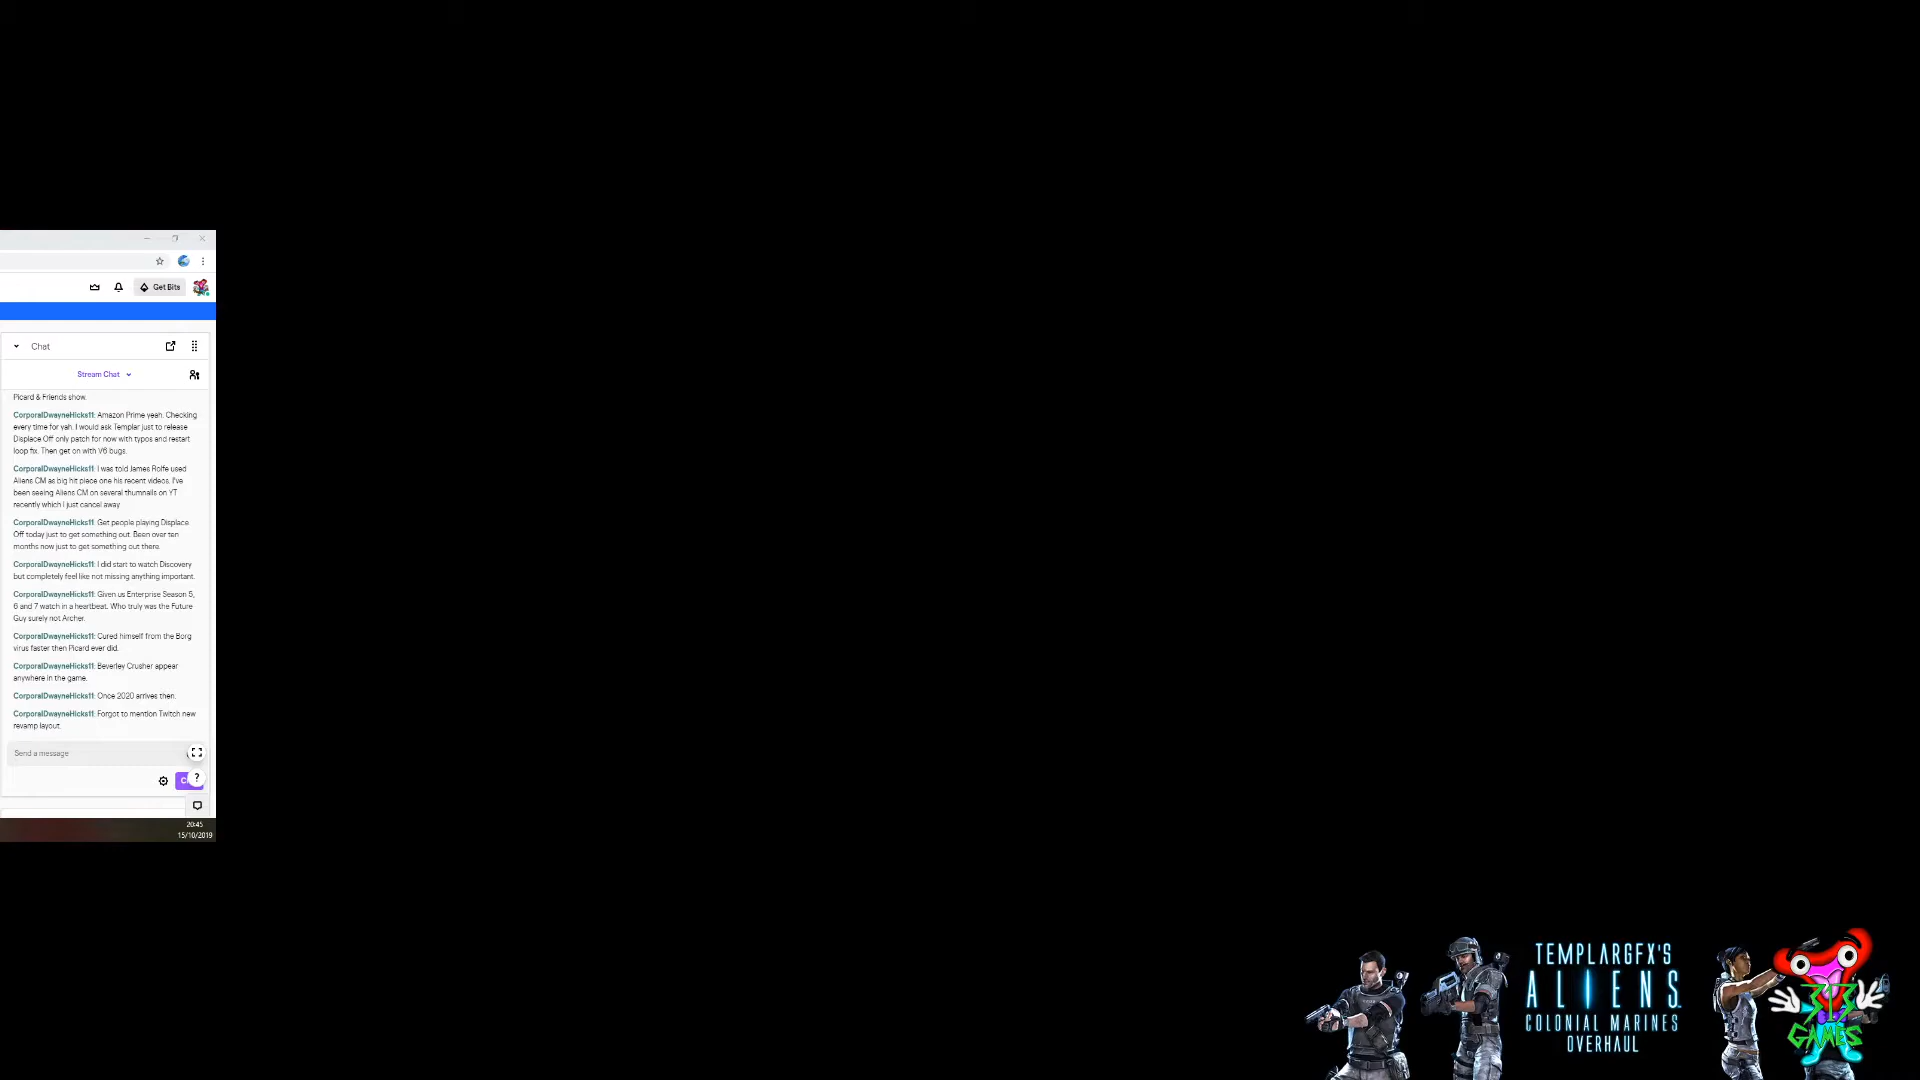 Get Bits
Chat
Stream Chat
Picard & Friends show.
CorporalDwayneHicks11: Amazon Prime yeah. Checking
every time for yah. I would ask Templar just to release
Displace Off only patch for now with typos and restart
loop fix. Then get on with V6 bugs.
CorporalDwayneHicks11: I was told James Rolfe used
Aliens CM as big hit piece one his recent videos. I've
been seeing Aliens CM on several thumnails on YT
recently which I just cancel away
CorporalDwayneHicks11: Get people playing Displace
Off today just to get something out. Been over ten
months now just to get something out there.
CorporalDwayneHicks11: I did start to watch Discovery
but completely feel like not missing anything important.
CorporalDwayneHicks11: Given us Enterprise Season 5,
6 and 7 watch in a heartbeat. Who truly was the Future
Guy surely not Archer.
CorporalDwayneHicks11: Cured himself from the Borg
virus faster then Picard ever did.
CorporalDwayneHicks11: Beverley Crusher appear
anywhere in the game.
CorporalDwayneHicks11: Once 2020 arrives then.
CorporalDwayneHicks11: Forgot to mention Twitch new
revamp layout.
Send a message
?
20:45
15/10/2019
TEMPLARGFX'S
ALIENS
COLONIAL MARINES
OVERHAUL
313
GAMES